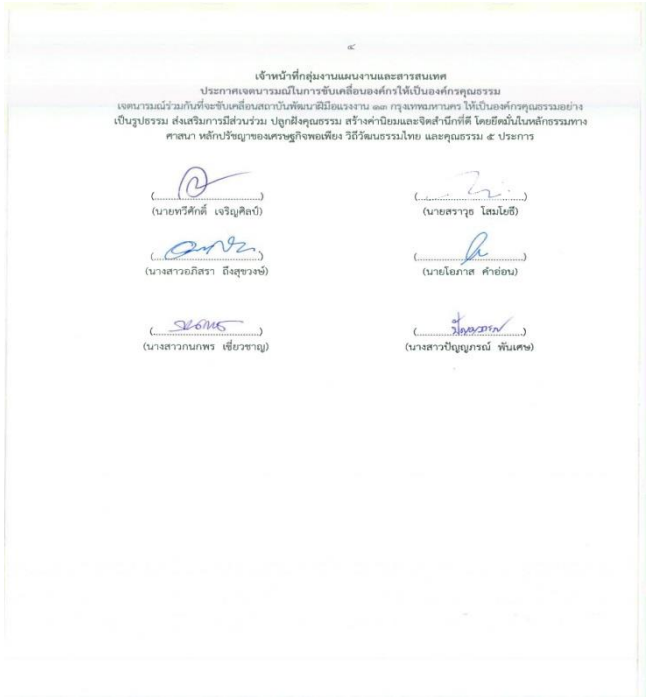 ๔
เจ้าหน้าที่กลุ่มงานแผนงานและสารสนเทศ
ประกาศเจตนารมณ์ในการขับเคลื่อนองค์กรให้เป็นองค์กรคุณธรรม
เจตนารมณ์ร่วมกันที่จะขับเคลื่อนสถาบันพัฒนาฝีมือแรงงาน ๑๓ กรุงเทพมหานคร ให้เป็นองค์กรคุณธรรมอย่าง
เป็นรูปธรรม ส่งเสริมการมีส่วนร่วม ปลูกฝังคุณธรรม สร้างค่านิยมและจิตสำนึกที่ดี โดยยึดมั่นในหลักธรรมทาง
ศาสนา หลักปรัชญาของเศรษฐกิจพอเพียง วิถีวัฒนธรรมไทย และคุณธรรม ๕ ประการ
(นายทวีศักดิ์ เจริญศิลป์) (นายสราวุธ โสมโยธี)
(นางสาวอภิสรา ถึงสุขวงษ์) (นายโอภาส คำอ่อน)
(นางสาวกนกพร เชี่ยวชาญ) (นางสาวปัญญภรณ์ พันเศษ)